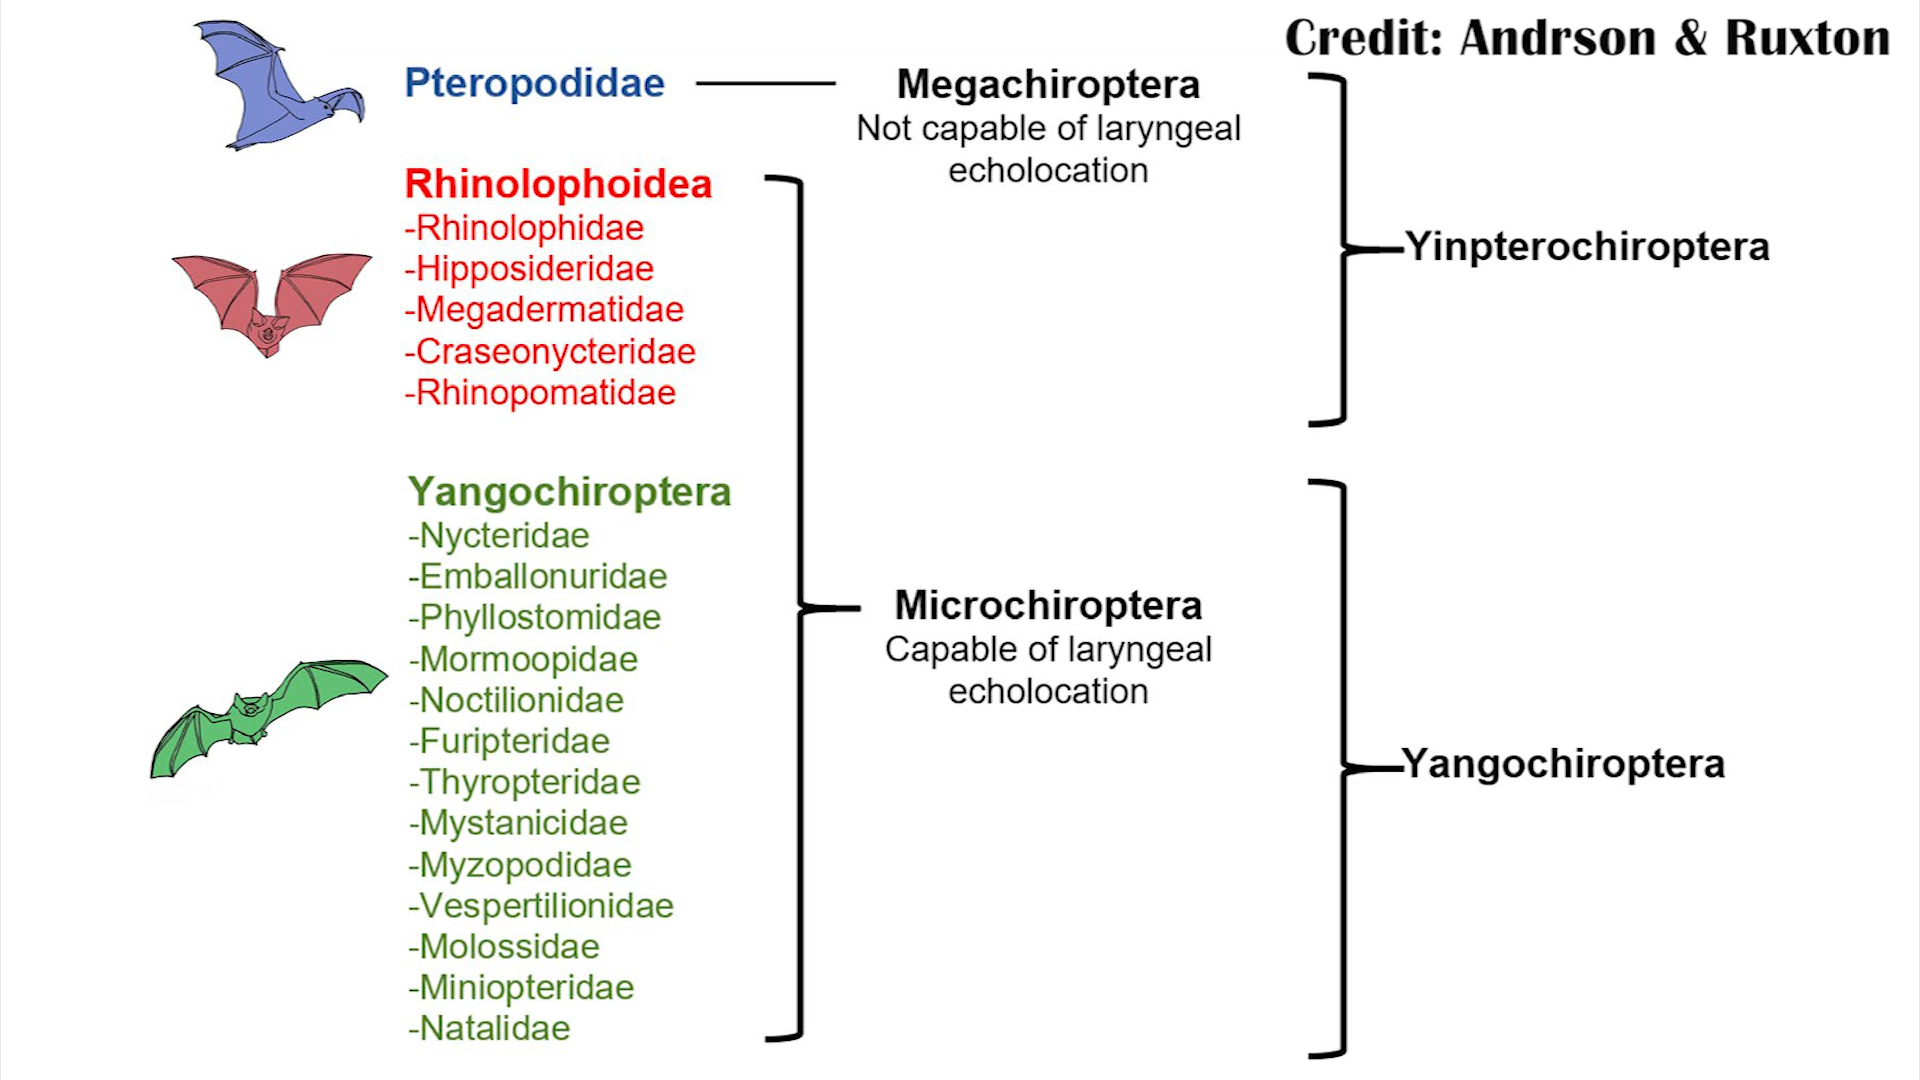 Credit: Andrson & Ruxton
Pteropodidae
Megachiroptera
Not capable of laryngeal
echolocation
Rhinolophoidea
-Rhinolophidae
-Hipposideridae
-Megadermatidae
-Craseonycteridae
-Rhinopomatidae
Yinpterochiroptera
Yangochiroptera
-Nycteridae
-Emballonuridae
-Phyllostomidae
-Mormoopidae
-Noctilionidae
-Furipteridae
-Thyropteridae
-Mystanicidae
-Myzopodidae
-Vespertilionidae
-Molossidae
-Miniopteridae
-Natalidae
Microchiroptera
Capable of laryngeal
echolocation
Yangochiroptera